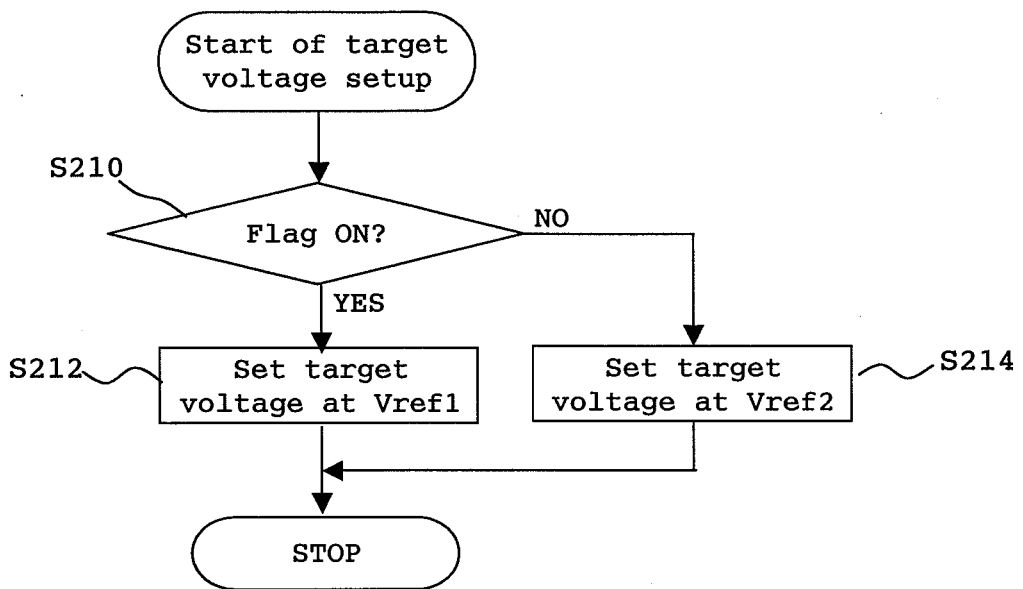 Start of target
voltage setup
S210
Flag ON?
NO
YES
S212
Set target
voltage at Vref1
Set target
voltage at Vref2
S214
STOP